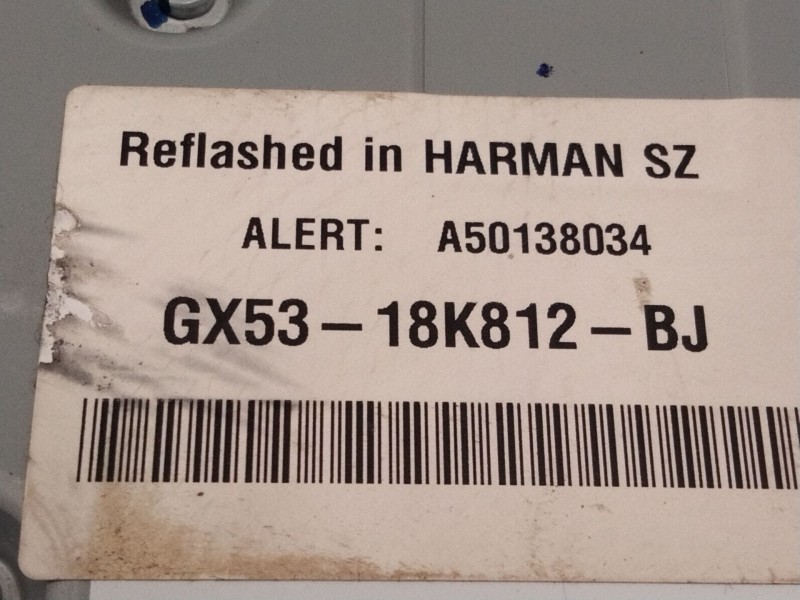 Reflashed in HARMAN SZ
ALERT: A50138034
GX53-18K812-BJ